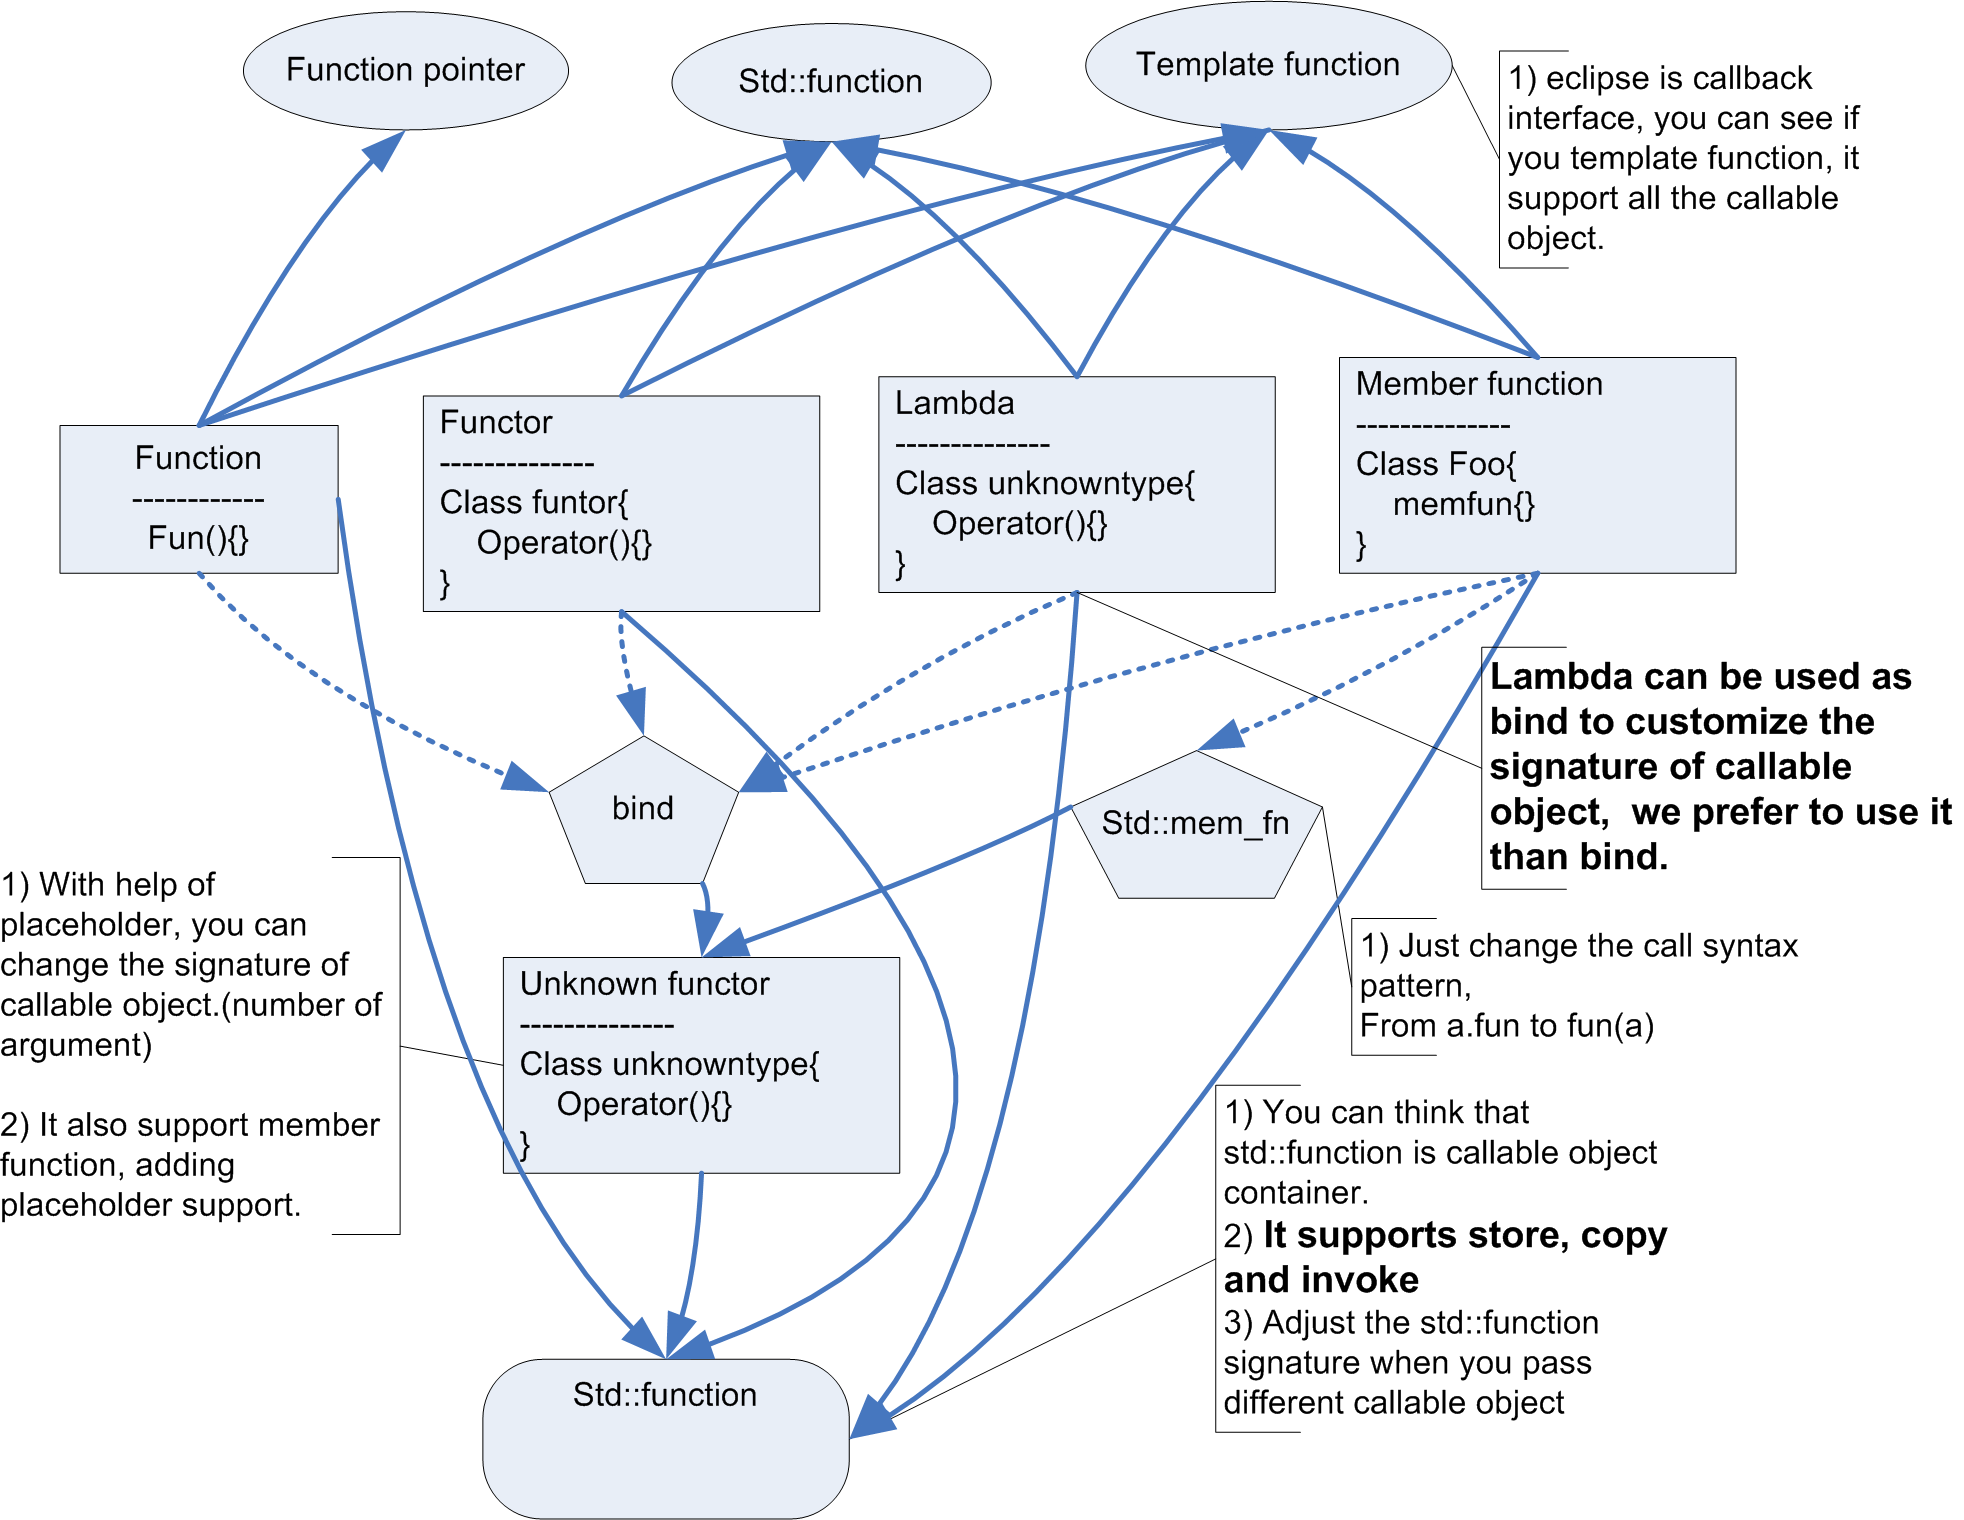 Function pointer
Std::function
Template function
1) eclipse is callback
interface, you can see if
you template function, it
support all the callable
object.
Function
------------
Fun(){}
Functor
--------------
Class funtor{
Operator(){}
}
Lambda
--------------
Class unknowntype{
Operator(){}
}
Member function
--------------
Class Foo{
memfun{}
}
Lambda can be used as
bind to customize the
signature of callable
object,  we prefer to use it
than bind.
bind
Std::mem_fn
1) With help of
placeholder, you can
change the signature of
callable object.(number of
argument)
2) It also support member
function, adding
placeholder support.
Unknown functor
--------------
Class unknowntype{
Operator(){}
}
1) Just change the call syntax
pattern,
From a.fun to fun(a)
1) You can think that
std::function is callable object
container.
2) It supports store, copy
and invoke
3) Adjust the std::function
signature when you pass
different callable object
Std::function